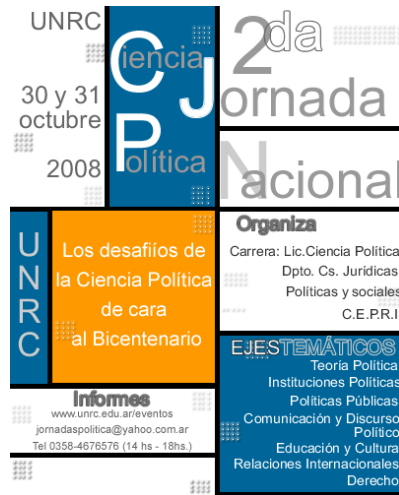 UNRC
30 y 31
octubre
2008
Ciencia
Política
2da
Jornada
Nacional
UNRC
Los desafiíos de
la Ciencia Política
de cara
al Bicentenario
Organiza
Carrera: Lic.Ciencia Política
Dpto. Cs. Jurídicas
Políticas y sociales
C.E.P.R.I
EJESTEMÁTICOS
Teoría Política
Instituciones Políticas
Políticas Públicas
Comunicación y Discurso
Político
Educación y Cultura
Relaciones Internacionales
Derecho
Informes
www.unrc.edu.ar/eventos
jornadaspolitica@yahoo.com.ar
Tel 0358-4676576 (14 hs - 18hs.)